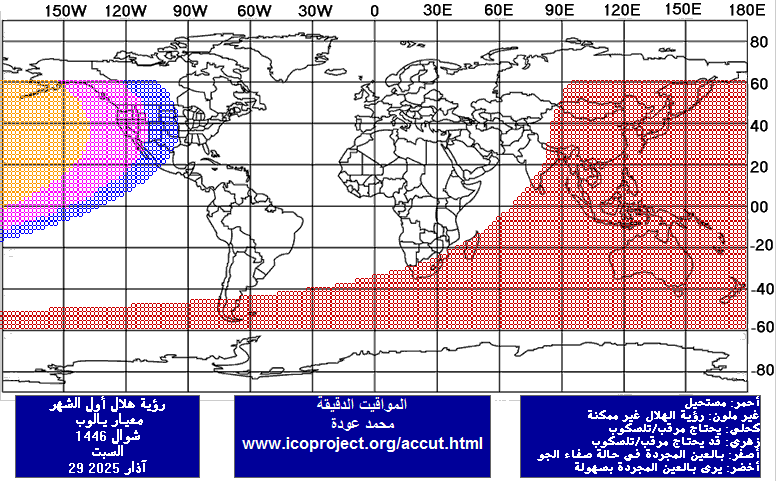 150W 120W 90W 60W 30W 0 30E 60E 90E 120E 150E 180E
80
60
40
20
00
-20
-40
-60
-80
رؤية هلال أول الشهر
معيار يالوب
شوال 1446
السبت
29 آذار 2025
المواقيت الدقيقة
محمد عودة
www.icoproject.org/accut.html
أحمر: مستحيل
غير ملون: رؤية الهلال غير ممكنة
كحلي: يحتاج مرقب/تلسكوب
زهري: قد يحتاج مرقب/تلسكوب
أصفر: بالعين المجردة في حالة صفاء الجو
أخضر: يرى بالعين المجردة بسهولة